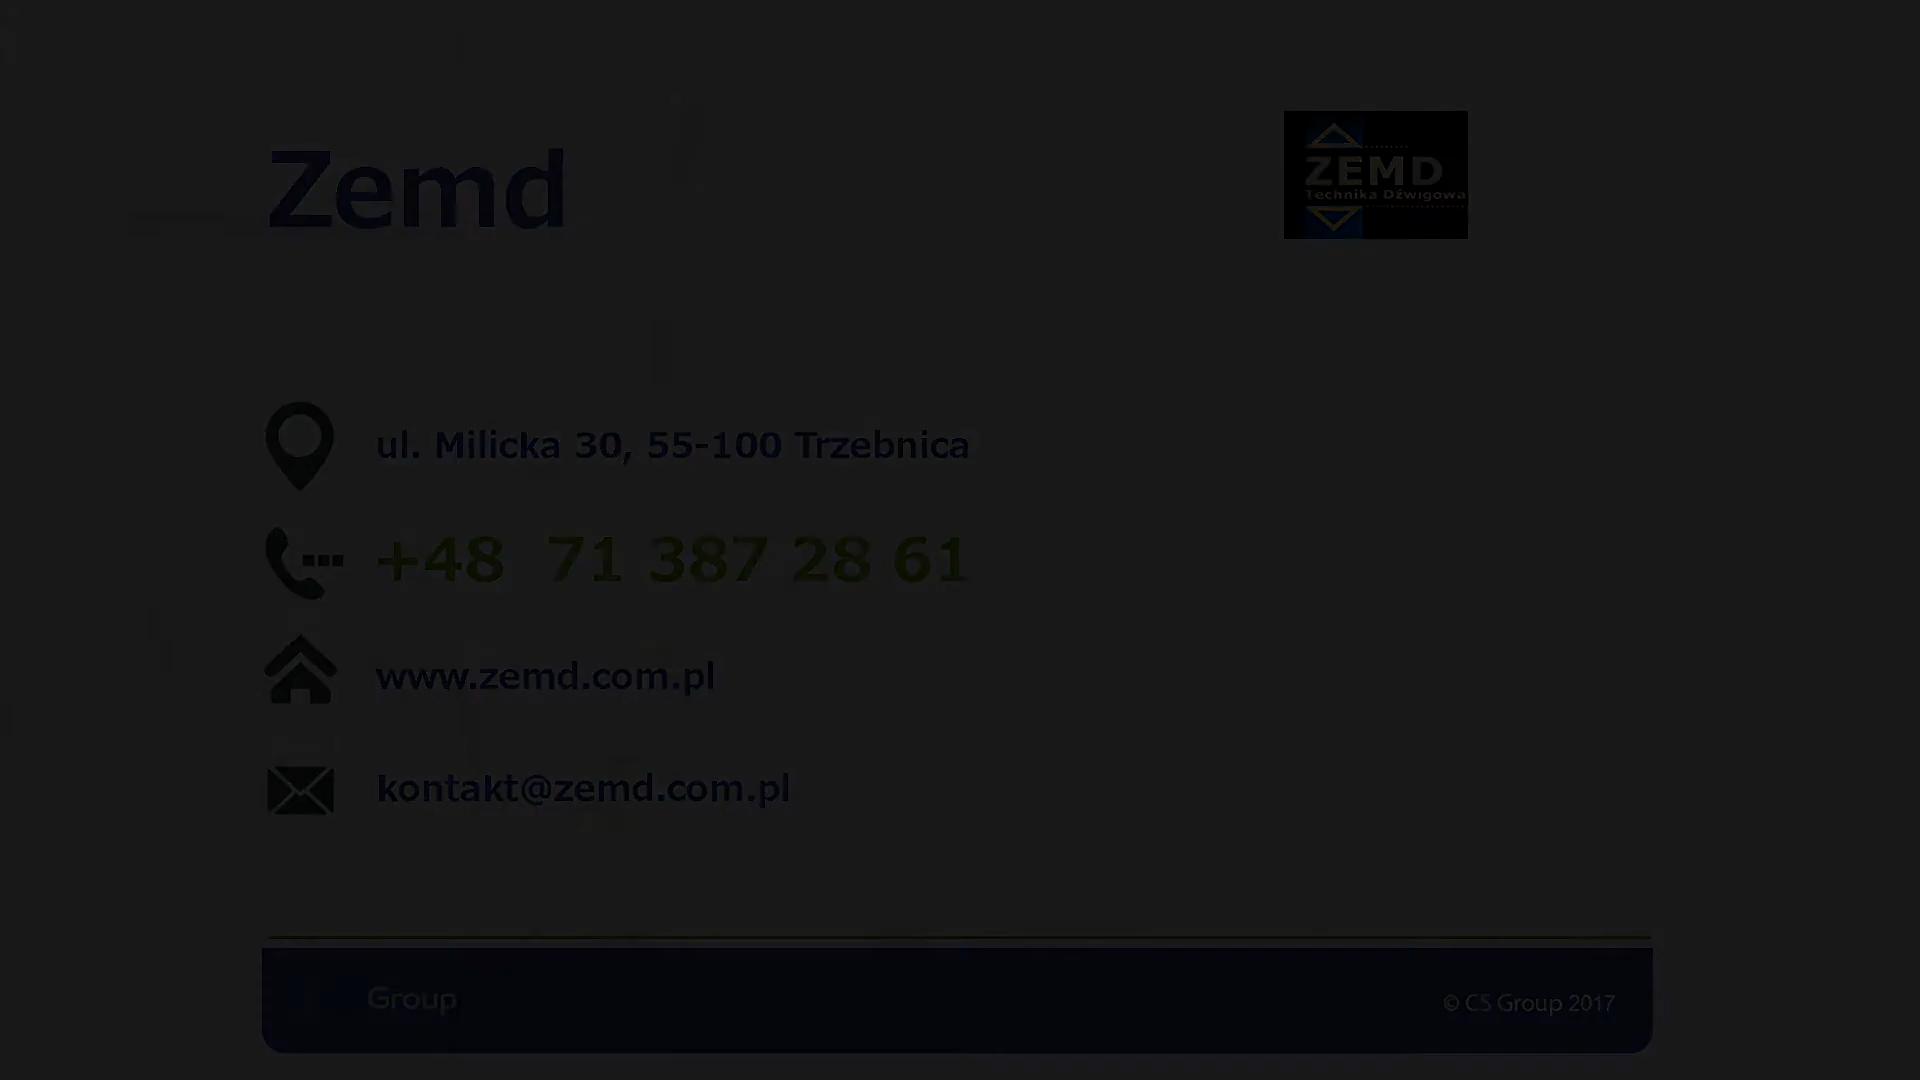 Zemd
ZEMD
Technika Dźwigowa
ul. Milicka 30, 55-100 Trzebnica
+48 71 387 28 61
www.zemd.com.pl
kontakt@zemd.com.pl
Group
© CS Group 2017